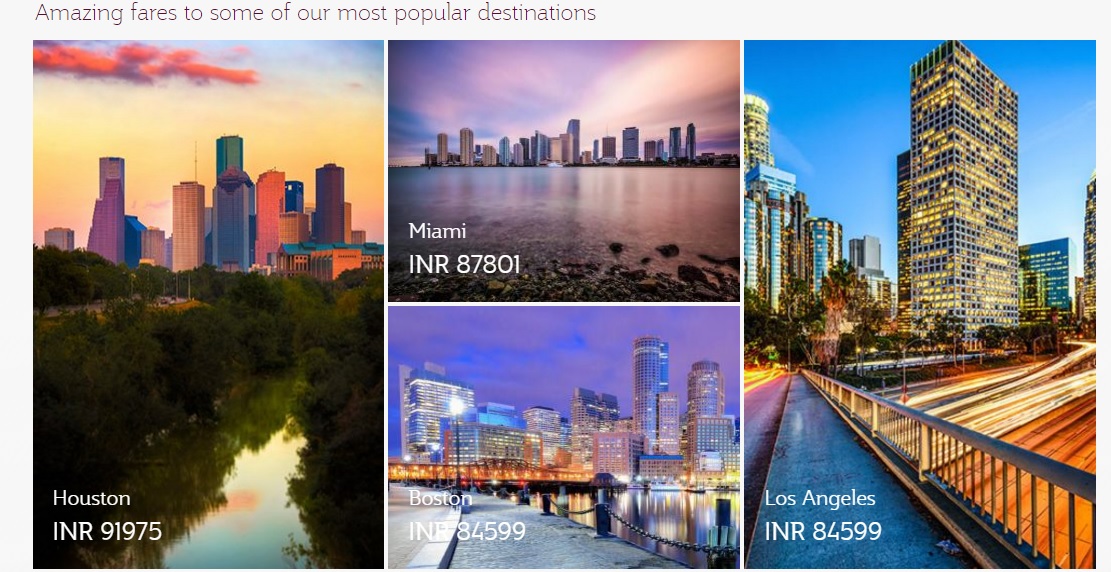 Amazing fares to some of our most popular destinations
Houston
INR 91975
Miami
INR 87801
Boston
INR 84599
Los Angeles
INR 84599